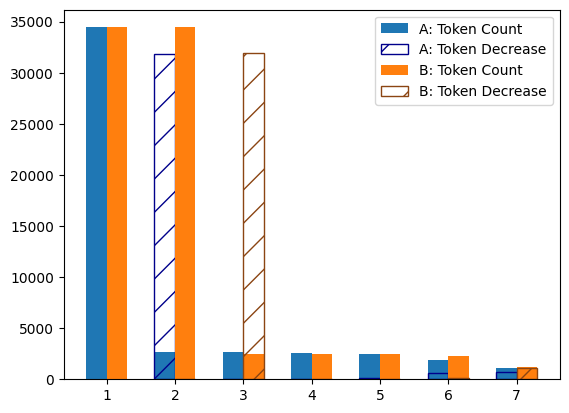 35000
30000
25000
20000
15000
10000
5000
0
1 2 3 4 5 6 7
A: Token Count
A: Token Decrease
B: Token Count
B: Token Decrease